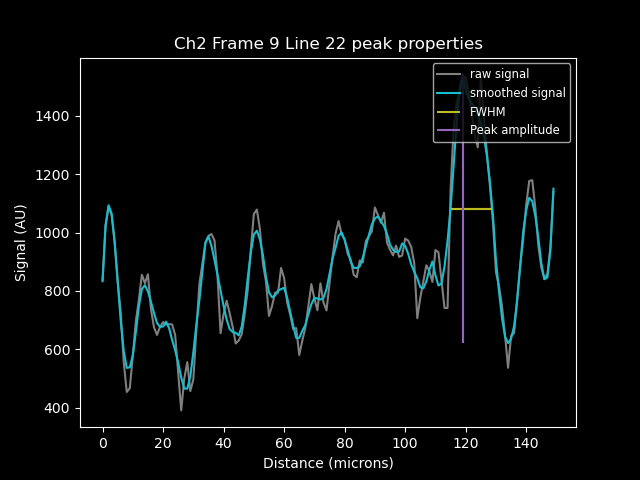 Ch2 Frame 9 Line 22 peak properties
raw signal
smoothed signal
FWHM
Peak amplitude
1400
1200
1000
800
600
400
Signal (AU)
0 20 40 60 80 100 120 140
Distance (microns)